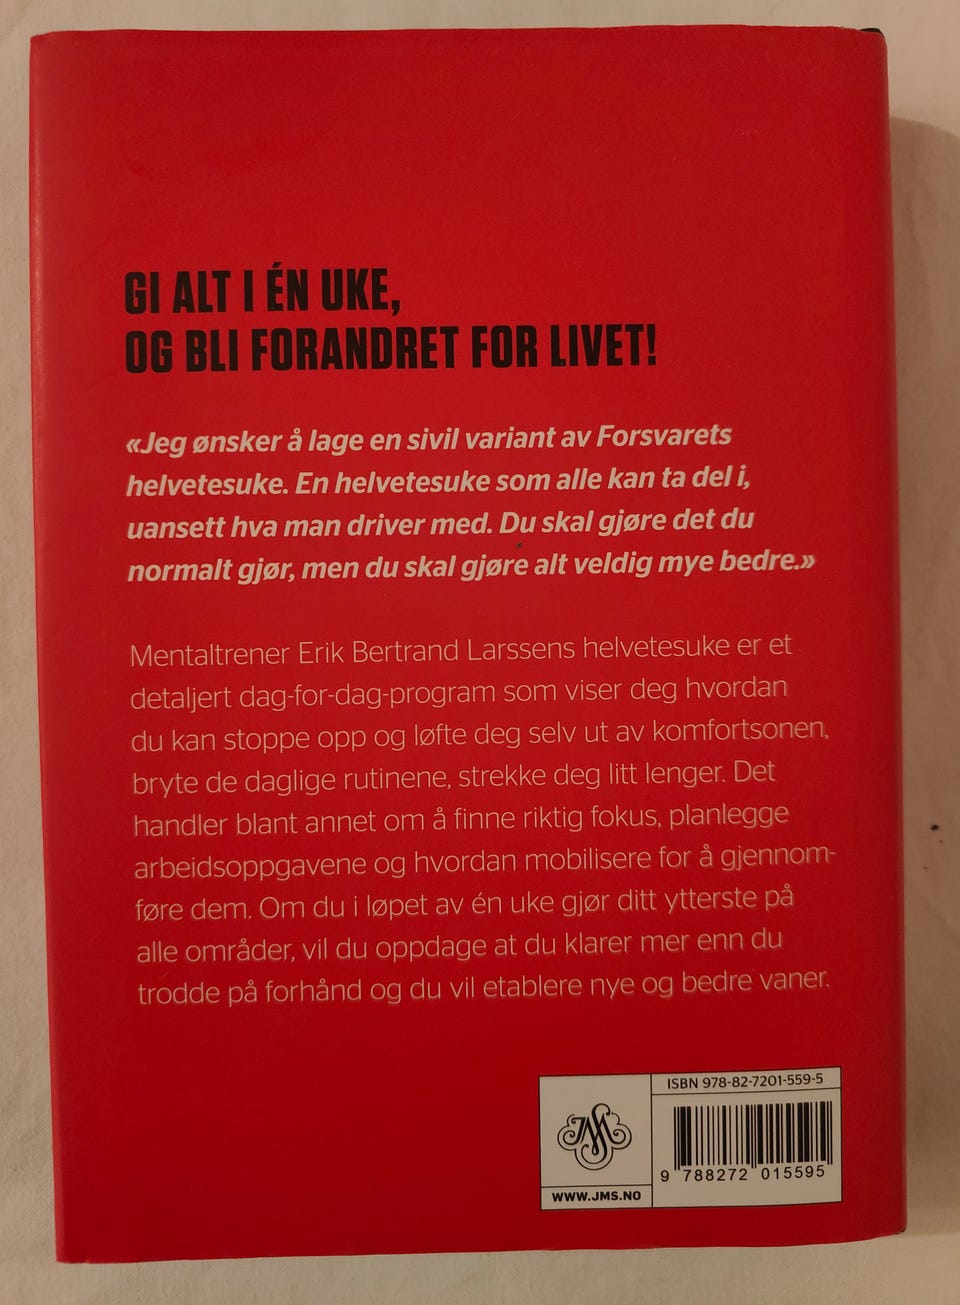 GI ALT I ÉN UKE,
OG BLI FORANDRET FOR LIVET!
«Jeg ønsker å lage en sivil variant av Forsvarets
helvetesuke. En helvetesuke som alle kan ta del i,
uansett hva man driver med. Du skal gjøre det du
normalt gjør, men du skal gjøre alt veldig mye bedre.»
Mentaltrener Erik Bertrand Larssens helvetesuke er et
detaljert dag-for-dag-program som viser deg hvordan
du kan stoppe opp og løfte deg selv ut av komfortsonen,
bryte de daglige rutinene, strekke deg litt lenger. Det
handler blant annet om å finne riktig fokus, planlegge
arbeidsoppgavene og hvordan mobilisere for å gjennom-
føre dem. Om du i løpet av én uke gjør ditt ytterste på
alle områder, vil du oppdage at du klarer mer enn du
trodde på forhånd og du vil etablere nye og bedre vaner.
ISBN 978-82-7201-559-5
JMS
9 788272 015595
WWW.JMS.NO